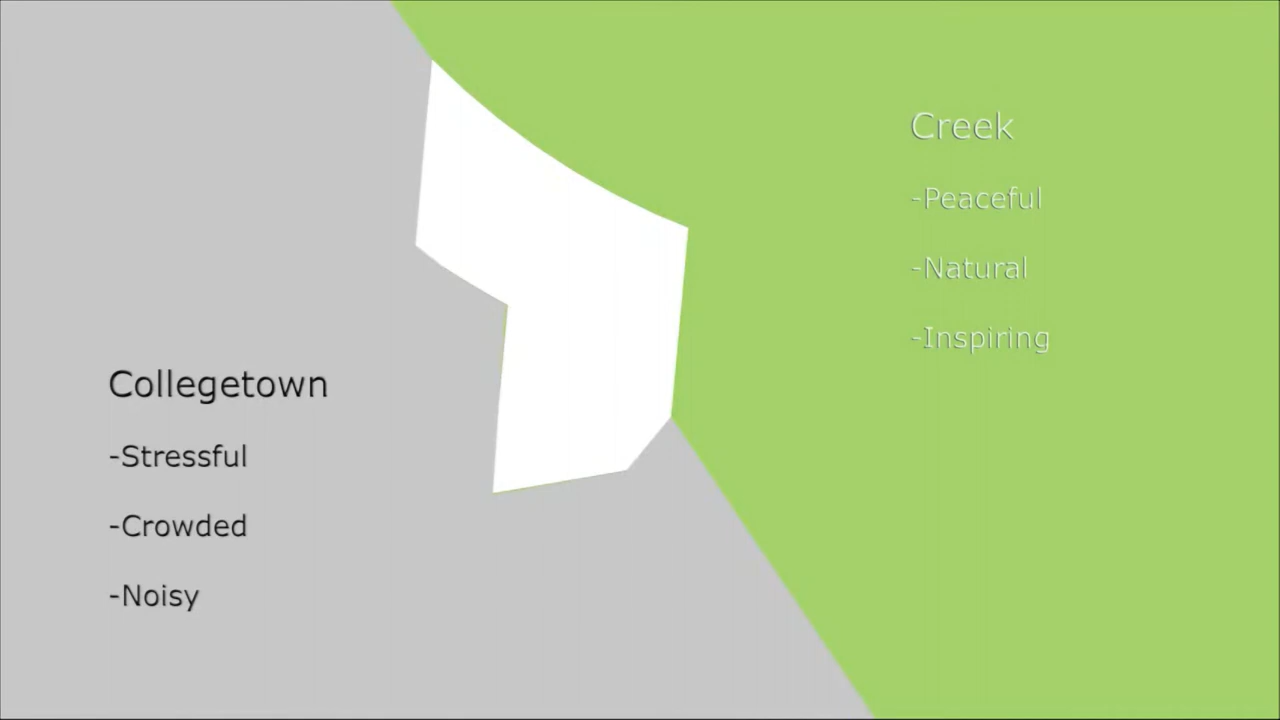 Collegetown
-Stressful
-Crowded
-Noisy
Creek
-Peaceful
-Natural
-Inspiring